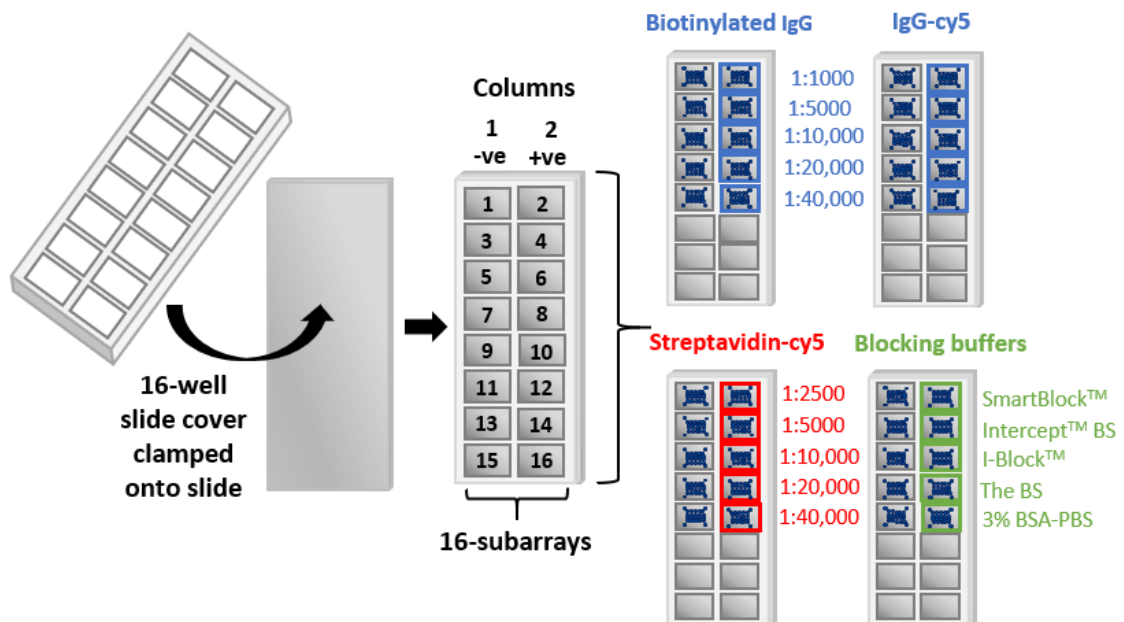 Biotinylated IgG
IgG-cy5
Columns
1 2
-ve +ve
1 2
3 4
5 6
7 8
9 10
11 12
13 14
15 16
16-subarrays
16-well
slide cover
clamped
onto slide
1:1000
1:5000
1:10,000
1:20,000
1:40,000
Streptavidin-cy5
1:2500
1:5000
1:10,000
1:20,000
1:40,000
Blocking buffers
SmartBlock™
Intercept™ BS
I-Block™
The BS
3% BSA-PBS